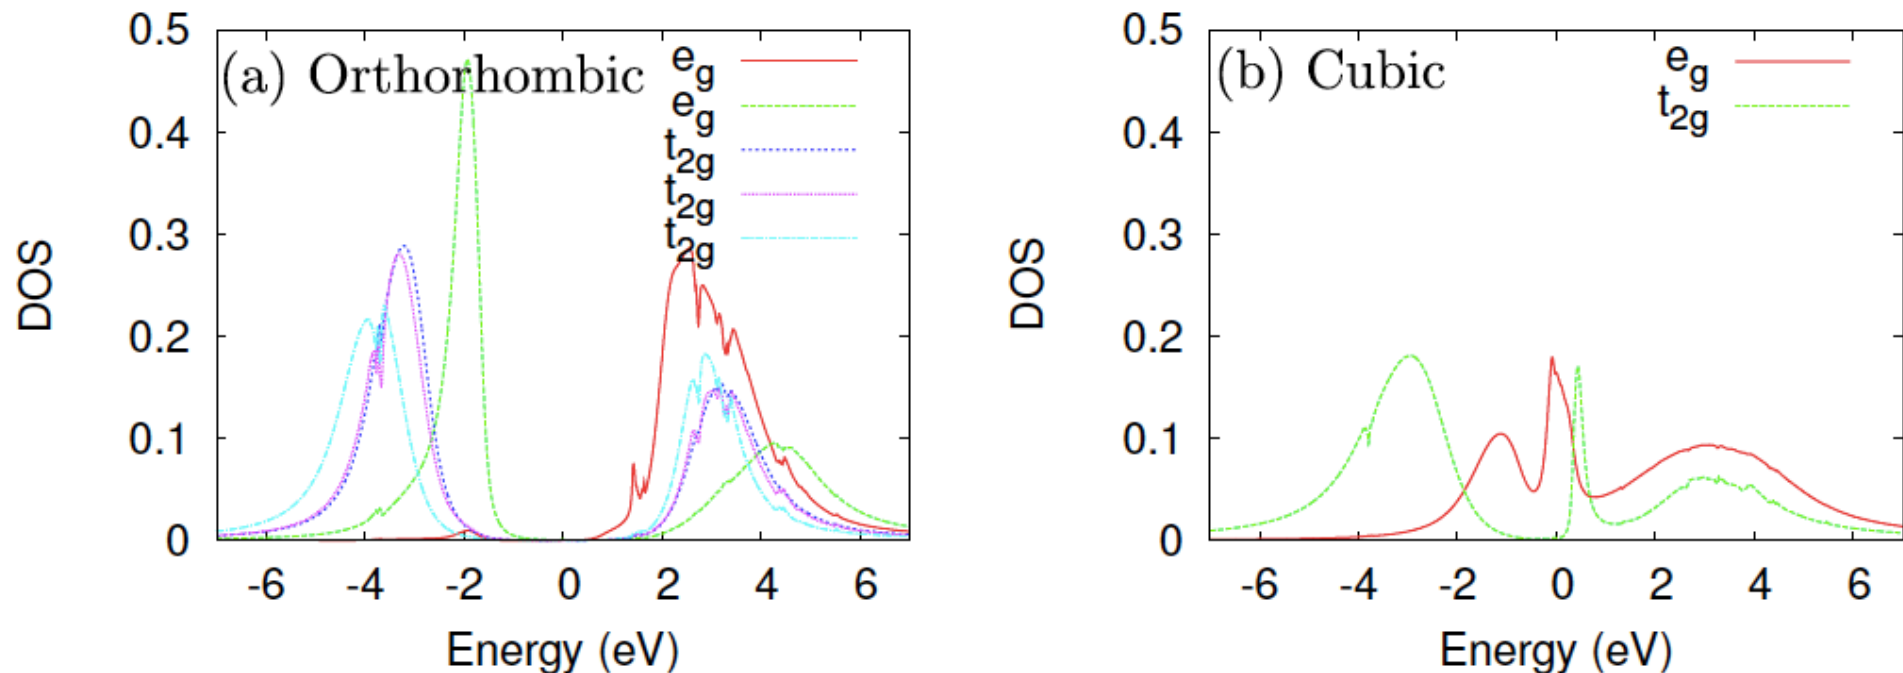 (a) Orthorhombic
e_g
e_g
t_2g
t_2g
t_2g
0.5
0.4
0.3
0.2
0.1
0
DOS
-6 -4 -2 0 2 4 6
Energy (eV)
(b) Cubic
e_g
t_2g
0.5
0.4
0.3
0.2
0.1
0
DOS
-6 -4 -2 0 2 4 6
Energy (eV)